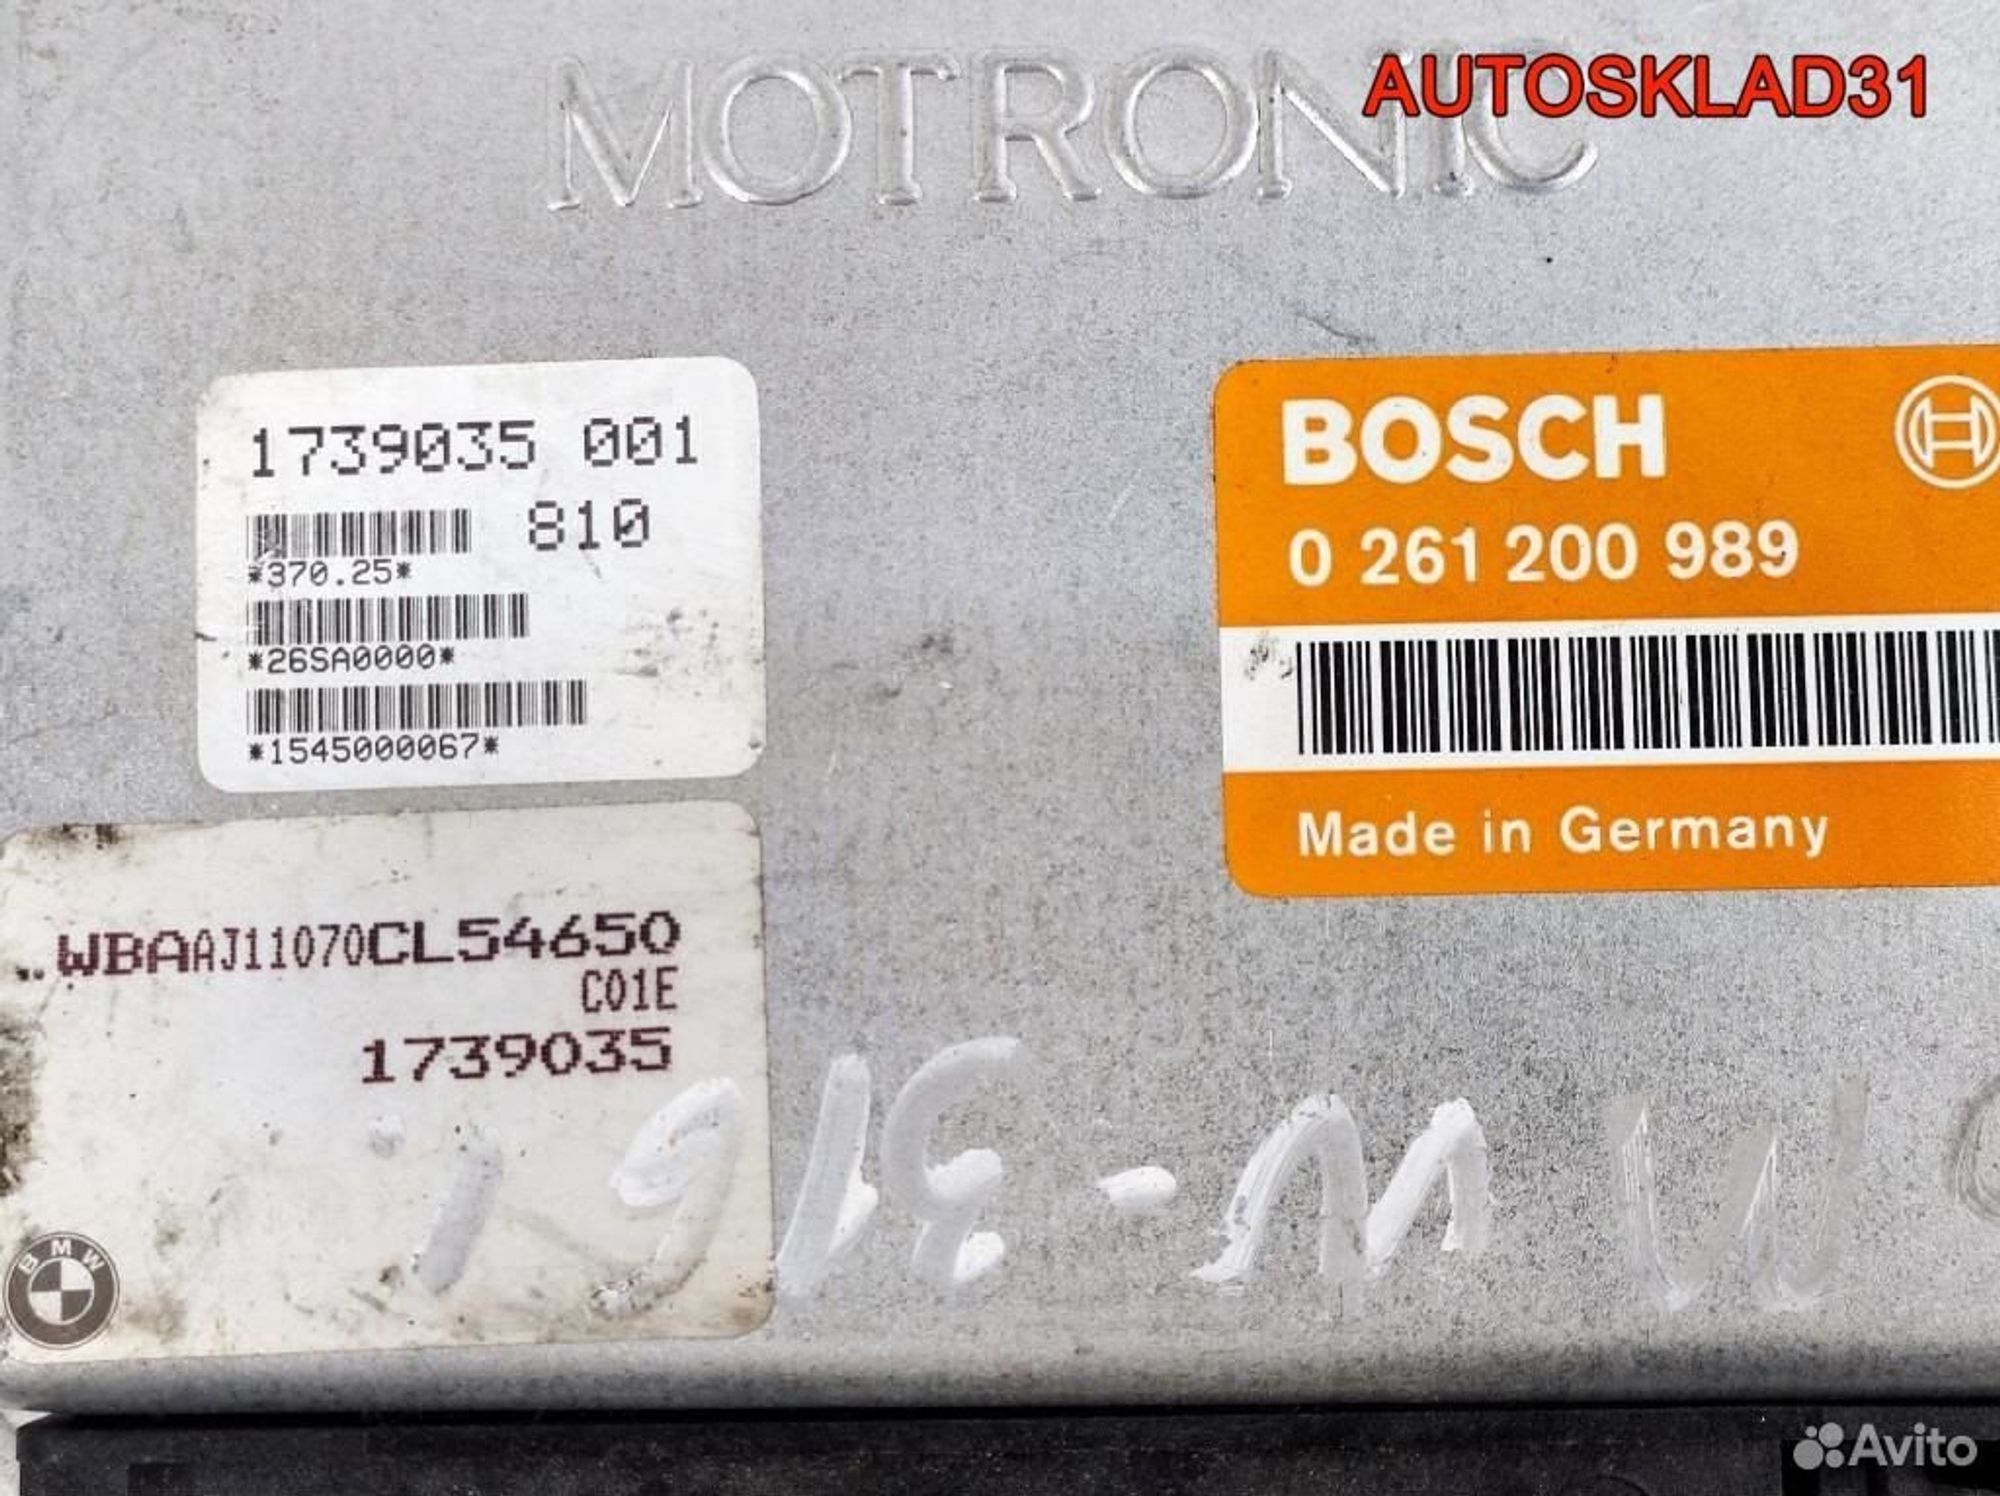 MOTRONIC
AUTOSKLAD31
1739035 001
810
*370.25*
*26SA0000*
*1545000067*
BOSCH
0 261 200 989
Made in Germany
WBAAJ11070CL54650
C01E
1739035
BMW
Avito